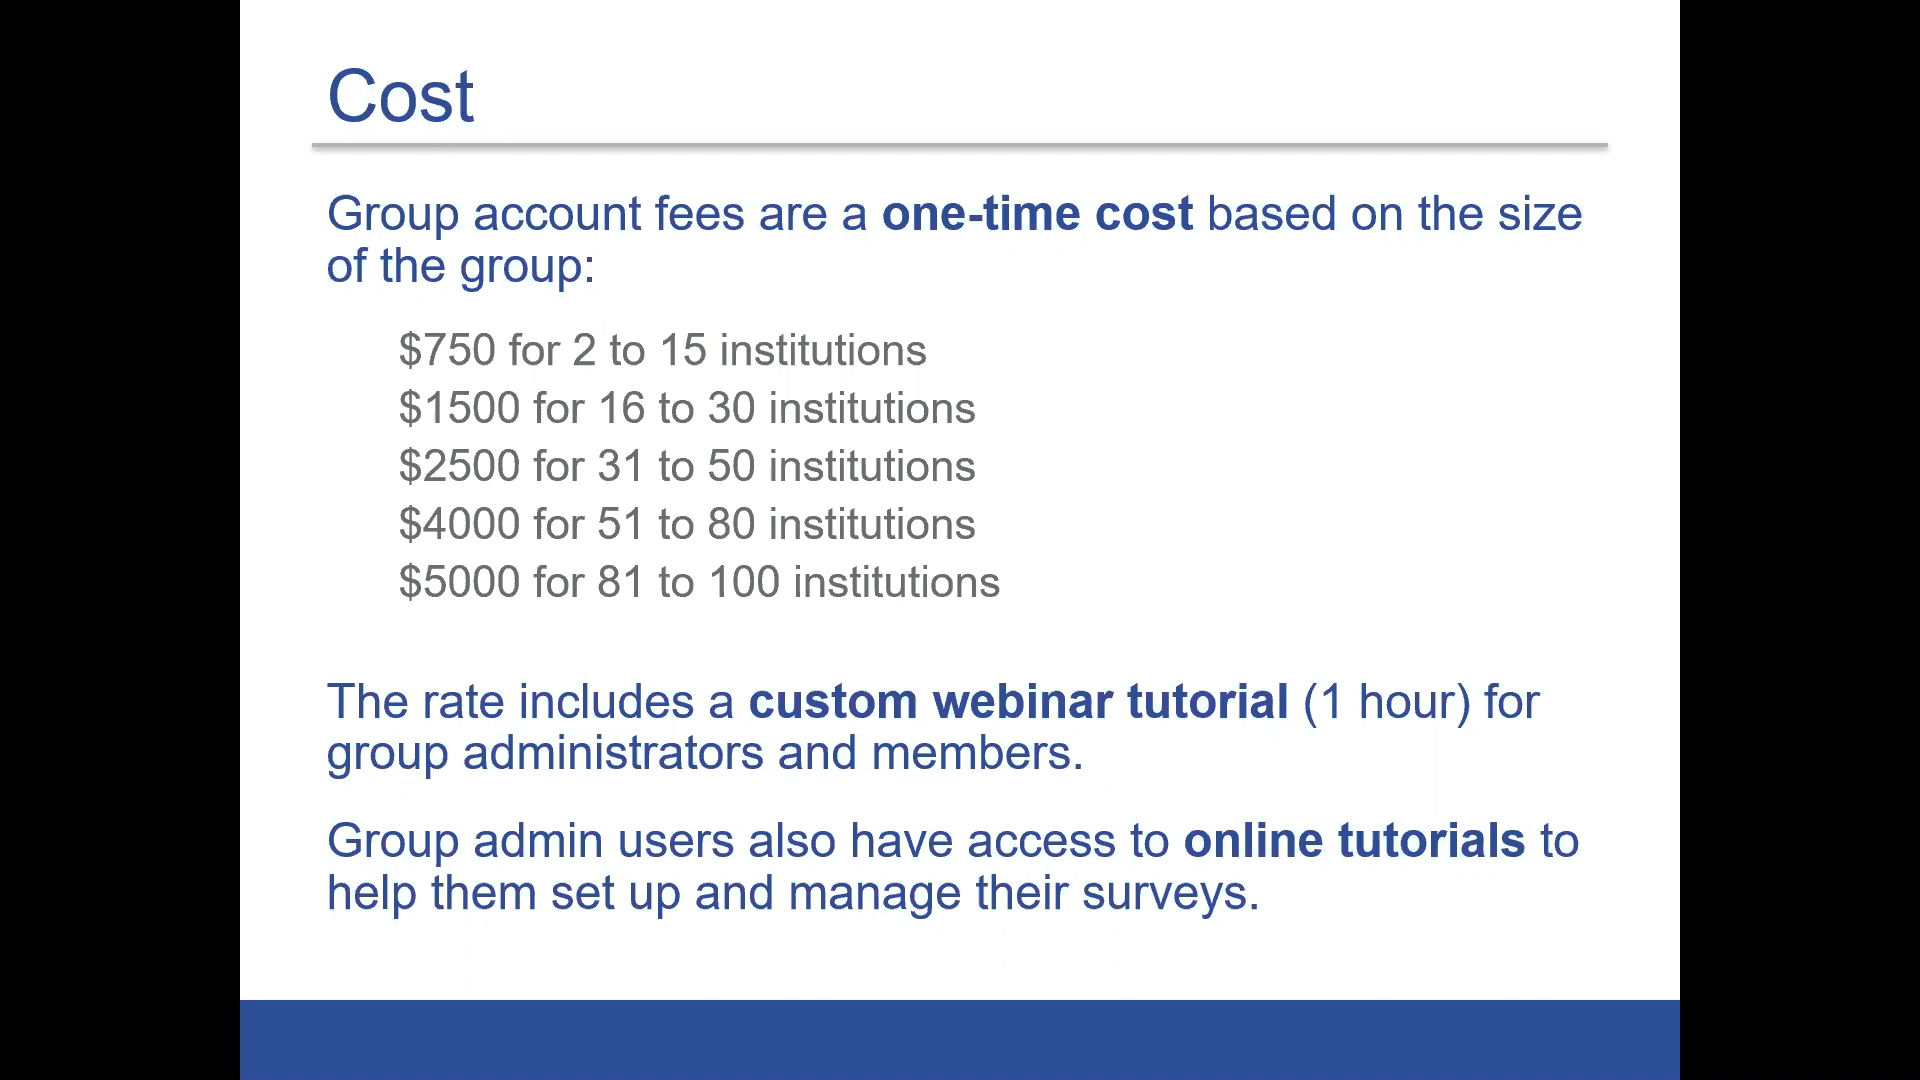 Cost
Group account fees are a one-time cost based on the size
of the group:
$750 for 2 to 15 institutions
$1500 for 16 to 30 institutions
$2500 for 31 to 50 institutions
$4000 for 51 to 80 institutions
$5000 for 81 to 100 institutions
The rate includes a custom webinar tutorial (1 hour) for
group administrators and members.
Group admin users also have access to online tutorials to
help them set up and manage their surveys.